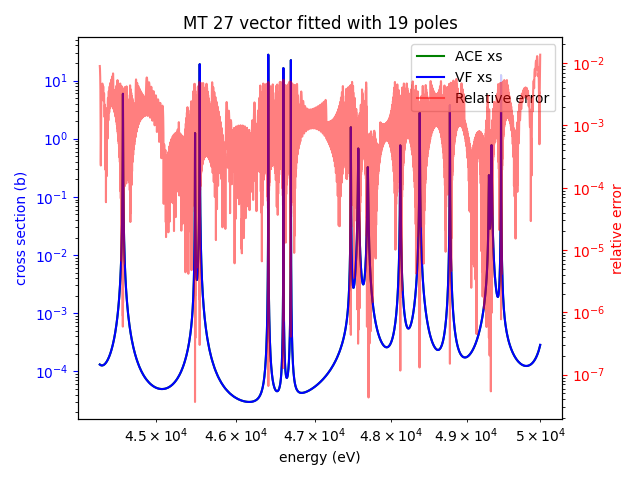 MT 27 vector fitted with 19 poles
ACE xs
VF xs
Relative error
cross section (b)
10¹
10⁰
10⁻¹
10⁻²
10⁻³
10⁻⁴
relative error
10⁻²
10⁻³
10⁻⁴
10⁻⁵
10⁻⁶
10⁻⁷
4.5 × 10⁴ 4.6 × 10⁴ 4.7 × 10⁴ 4.8 × 10⁴ 4.9 × 10⁴ 5 × 10⁴
energy (eV)